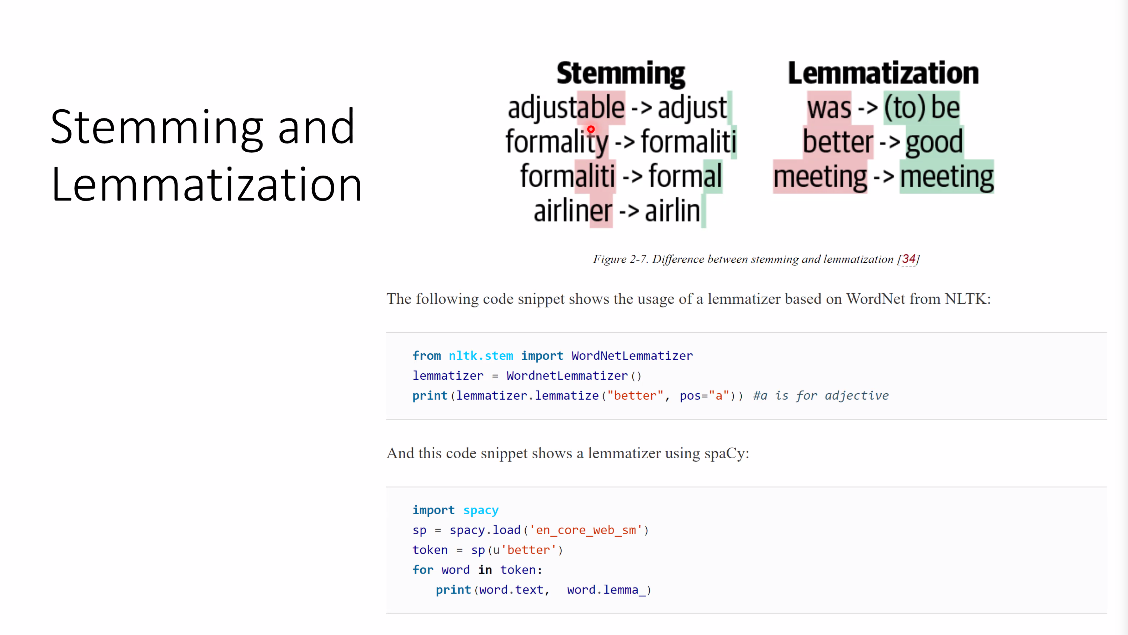 Stemming and
Lemmatization
Stemming
adjustable -> adjust
formality -> formaliti
formaliti -> formal
airliner -> airlin
Lemmatization
was -> (to) be
better -> good
meeting -> meeting
Figure 2-7. Difference between stemming and lemmatization [34]
The following code snippet shows the usage of a lemmatizer based on WordNet from NLTK:
from nltk.stem import WordNetLemmatizer
lemmatizer = WordnetLemmatizer()
print(lemmatizer.lemmatize("better", pos="a")) #a is for adjective
And this code snippet shows a lemmatizer using spaCy:
import spacy
sp = spacy.load('en_core_web_sm')
token = sp(u'better')
for word in token:
print(word.text, word.lemma_)